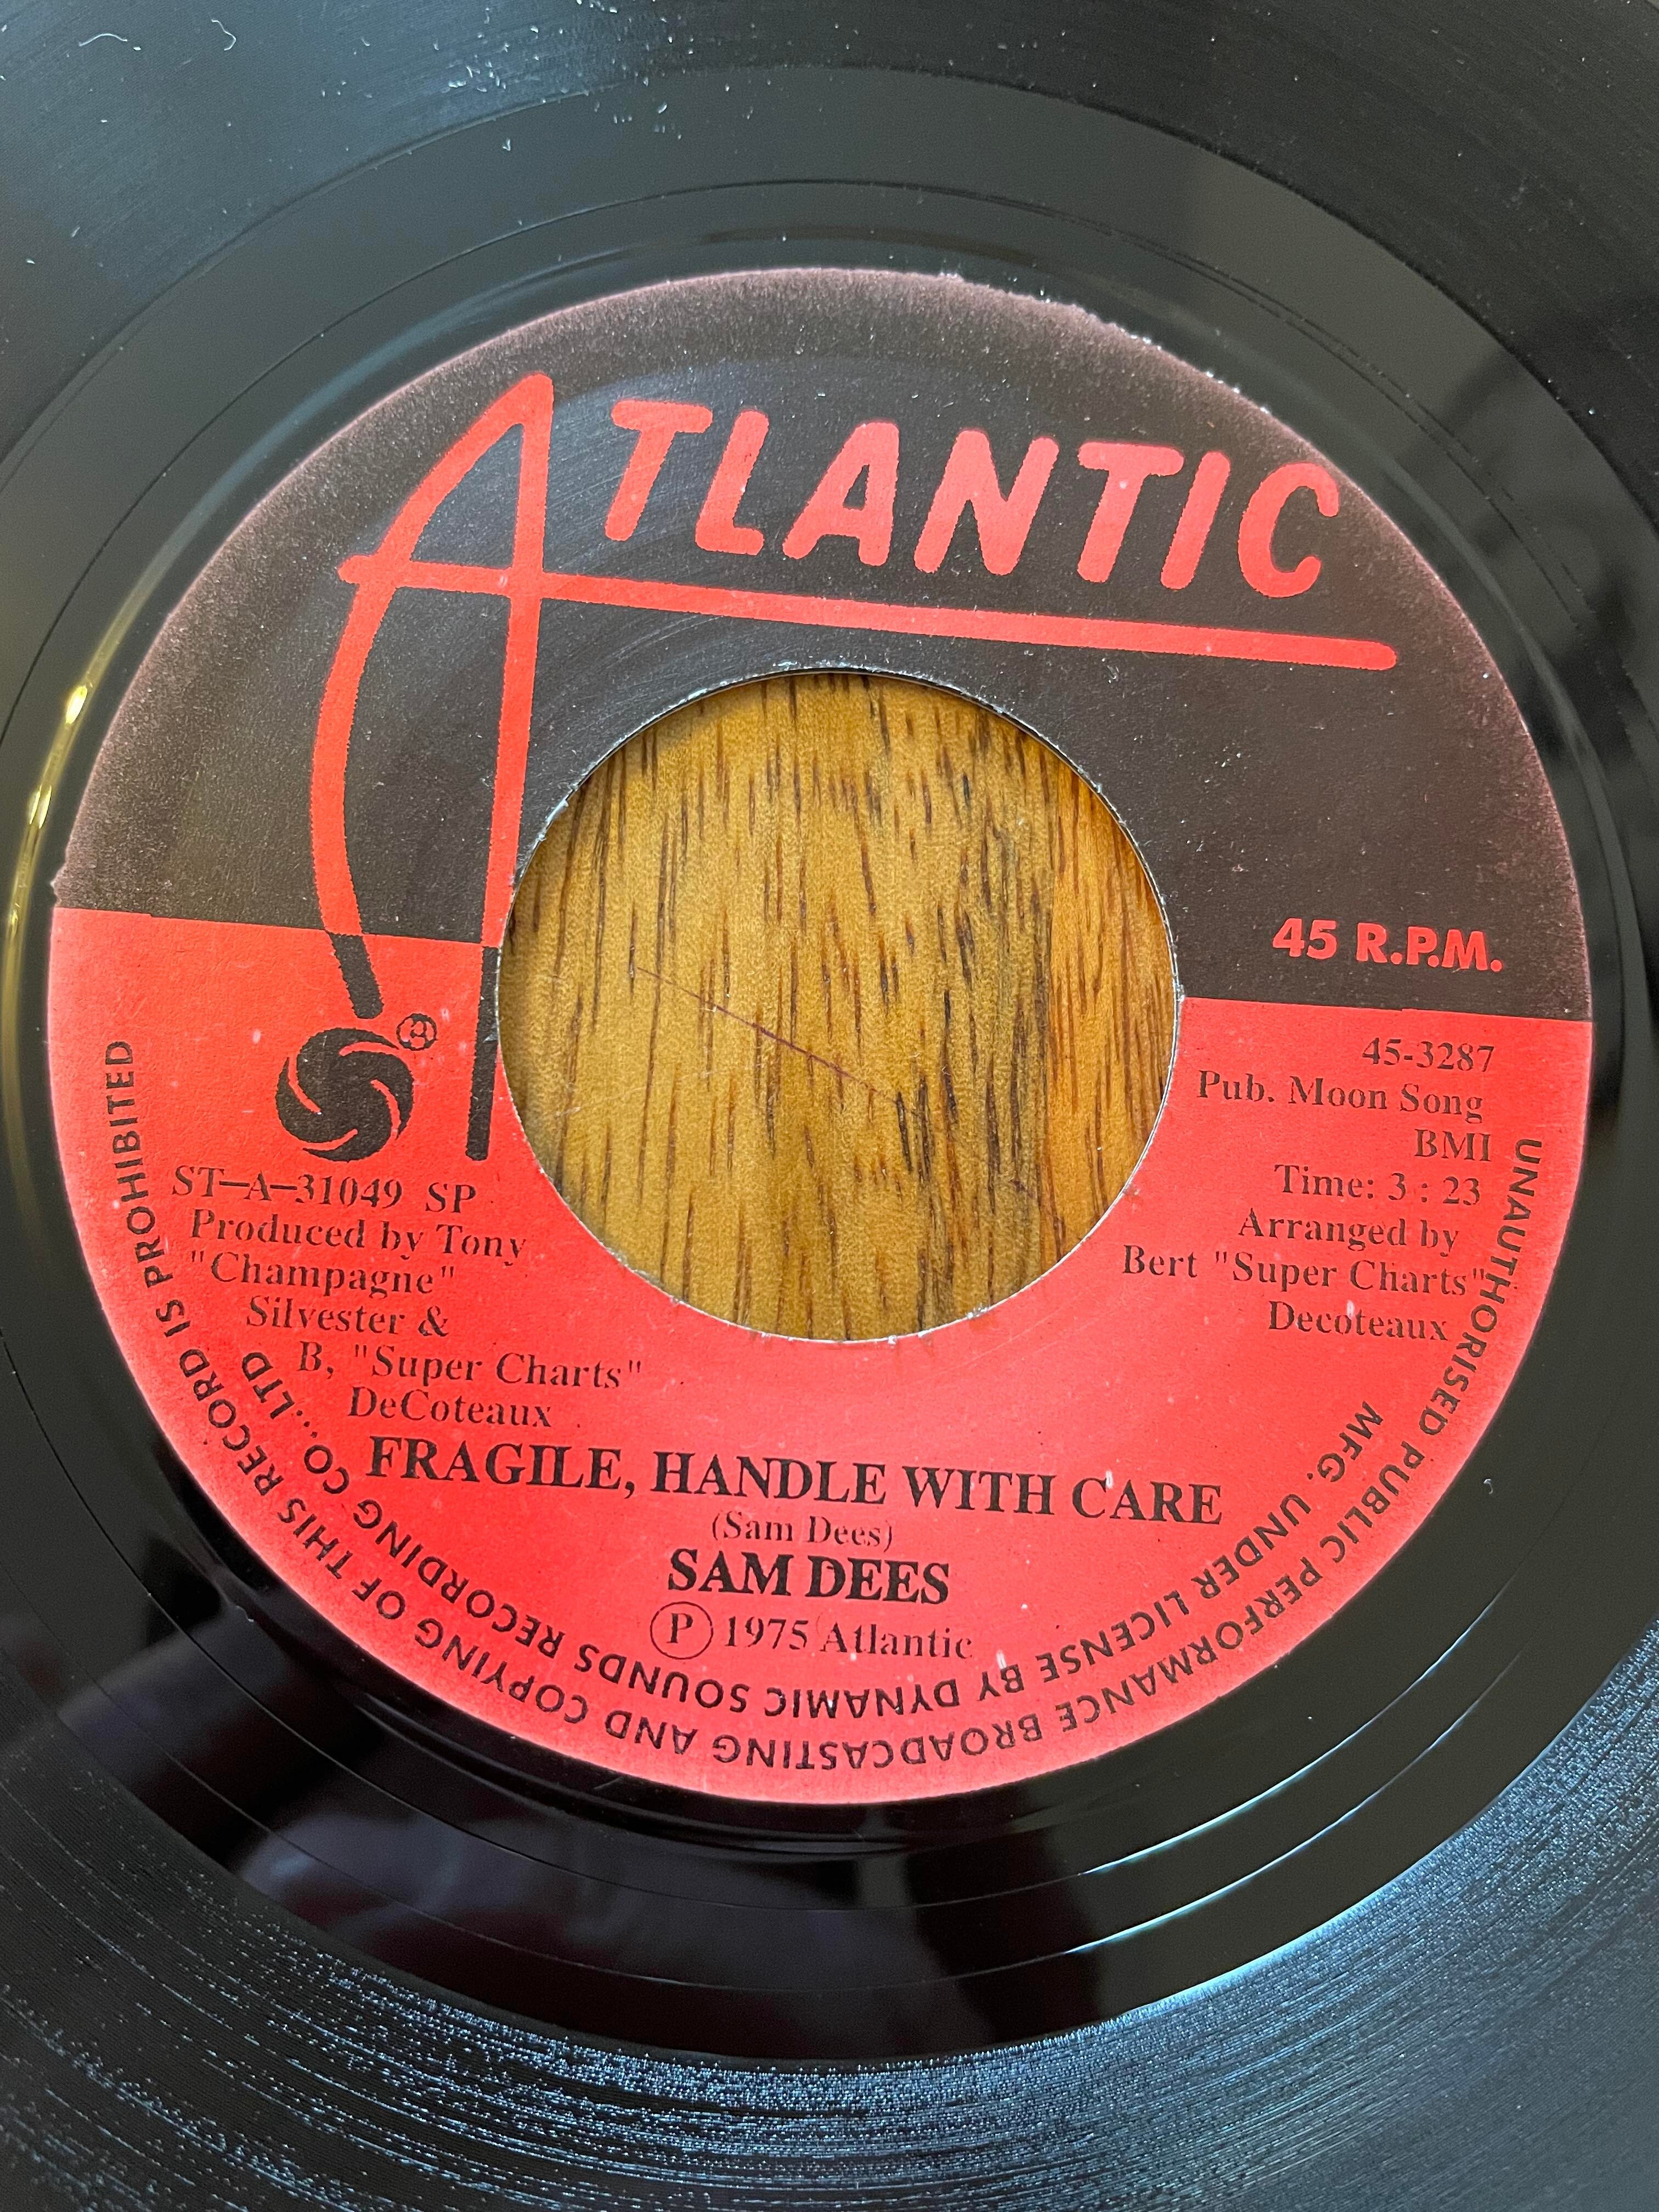 ATLANTIC
45 R.P.M.
®
45-3287
Pub. Moon Song
BMI
Time: 3 : 23
Arranged by
Bert "Super Charts"
Decoteaux
ST-A-31049 SP
Produced by Tony
"Champagne"
Silvester &
B, "Super Charts"
DeCoteaux
FRAGILE, HANDLE WITH CARE
(Sam Dees)
SAM DEES
Ⓟ 1975 Atlantic
MFG. UNDER LICENSE BY DYNAMIC SOUNDS RECORDING CO., LTD
UNAUTHORISED PUBLIC PERFORMANCE BROADCASTING AND COPYING OF THIS RECORD IS PROHIBITED